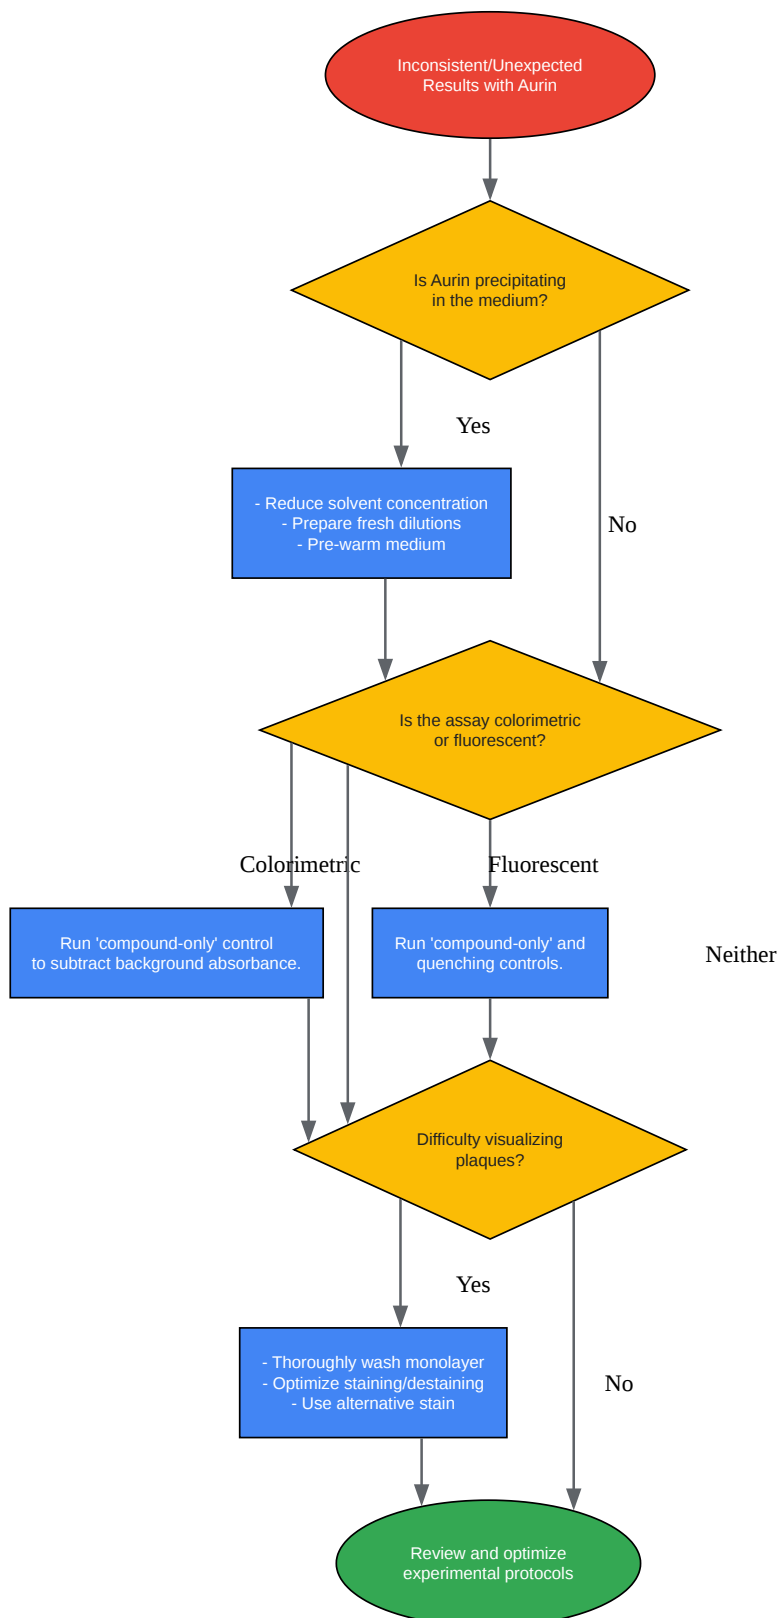 Inconsistent/Unexpected
Results with Aurin
Is Aurin precipitating
in the medium?
Yes
- Reduce solvent concentration
- Prepare fresh dilutions
- Pre-warm medium
No
Is the assay colorimetric
or fluorescent?
Colorimetric
Fluorescent
Run 'compound-only' control
to subtract background absorbance.
Run 'compound-only' and
quenching controls.
Neither
Difficulty visualizing
plaques?
Yes
- Thoroughly wash monolayer
- Optimize staining/destaining
- Use alternative stain
No
Review and optimize
experimental protocols